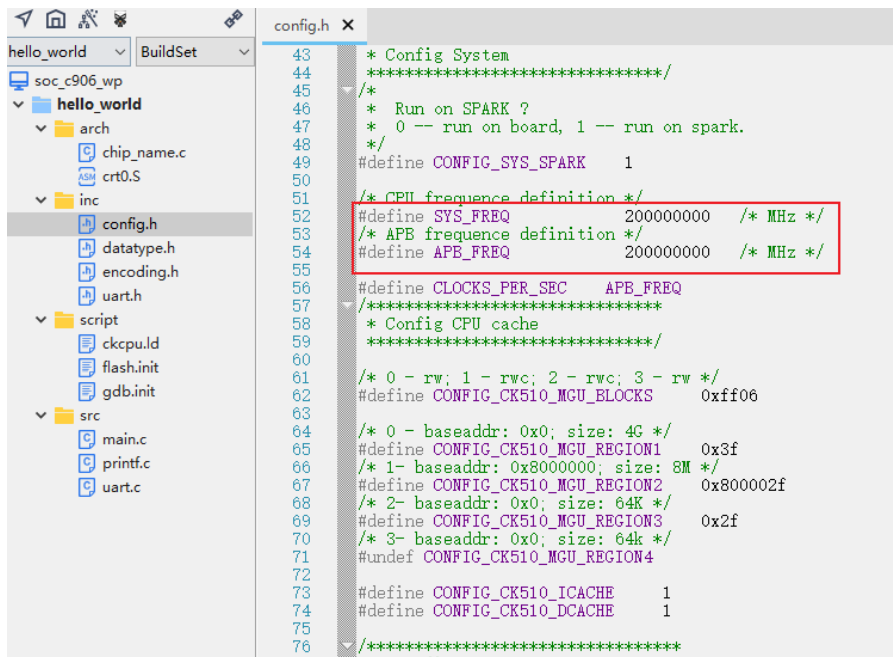 hello_world
BuildSet
soc_c906_wp
hello_world
arch
chip_name.c
ASM crt0.S
inc
config.h
datatype.h
encoding.h
uart.h
script
ckcpu.ld
flash.init
gdb.init
src
main.c
printf.c
uart.c
config.h
43 * Config System
44 *********************************/
45 /*
46 *  Run on SPARK ?
47 *  0 -- run on board, 1 -- run on spark.
48 */
49 #define CONFIG_SYS_SPARK    1
50
51 /* CPU frequence definition */
52 #define SYS_FREQ            200000000   /* MHz */
53 /* APB frequence definition */
54 #define APB_FREQ            200000000   /* MHz */
55
56 #define CLOCKS_PER_SEC    APB_FREQ
57 /*********************************
58 * Config CPU cache
59 ********************************/
60
61 /* 0 - rw; 1 - rwc; 2 - rwc; 3 - rw */
62 #define CONFIG_CK510_MGU_BLOCKS     0xff06
63
64 /* 0 - baseaddr: 0x0; size: 4G */
65 #define CONFIG_CK510_MGU_REGION1    0x3f
66 /* 1- baseaddr: 0x8000000; size: 8M */
67 #define CONFIG_CK510_MGU_REGION2    0x800002f
68 /* 2- baseaddr: 0x0; size: 64K */
69 #define CONFIG_CK510_MGU_REGION3    0x2f
70 /* 3- baseaddr: 0x0; size: 64k */
71 #undef CONFIG_CK510_MGU_REGION4
72
73 #define CONFIG_CK510_ICACHE     1
74 #define CONFIG_CK510_DCACHE     1
75
76 /***********************************